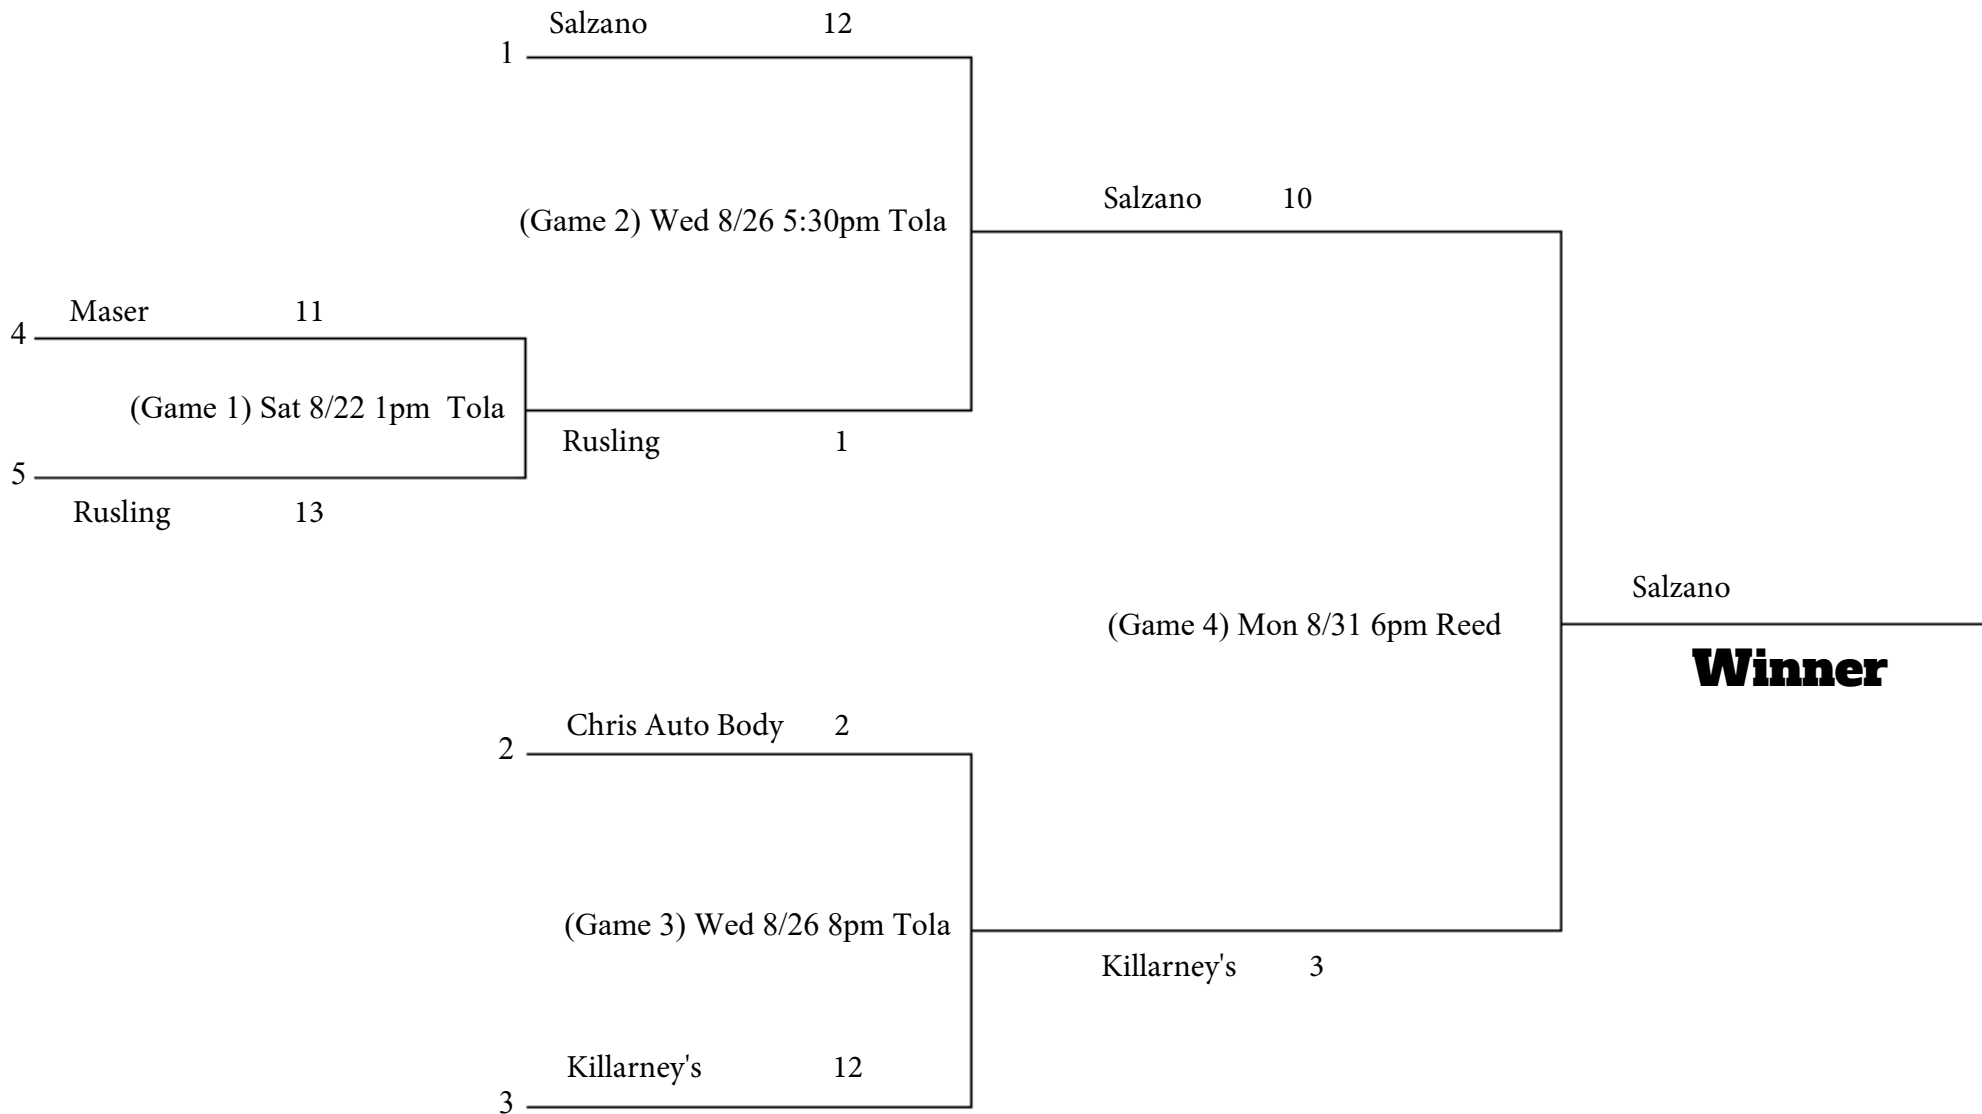 Salzano 12
1
(Game 2) Wed 8/26 5:30pm Tola
Salzano 10
Maser 11
4
(Game 1) Sat 8/22 1pm Tola
Rusling 1
5
Rusling 13
Salzano
(Game 4) Mon 8/31 6pm Reed
Winner
Chris Auto Body 2
2
(Game 3) Wed 8/26 8pm Tola
Killarney's 3
Killarney's 12
3